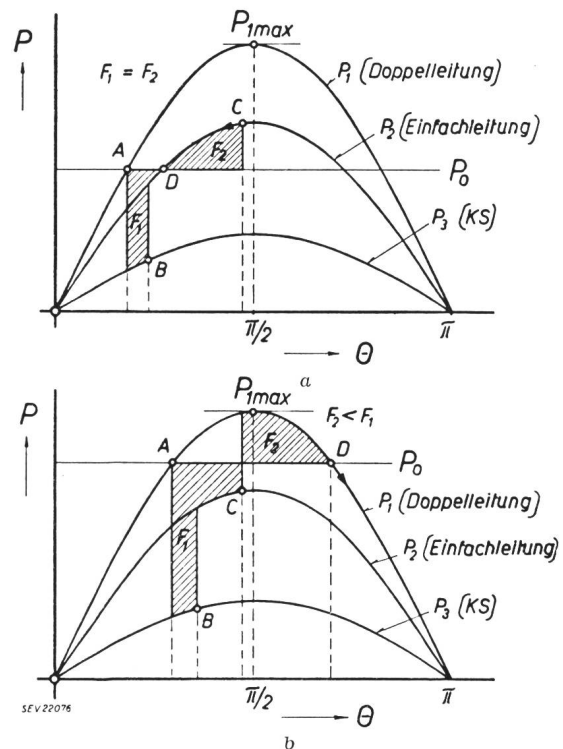 P
P1max
F1 = F2
P1 (Doppelleitung)
C
P2 (Einfachleitung)
A
F2
D
P0
F1
P3 (KS)
B
π/2
π
Θ
a
P
P1max
F2 < F1
A
F2
D
P0
P1 (Doppelleitung)
C
P2 (Einfachleitung)
F1
P3 (KS)
B
π/2
π
SEV 22076
Θ
b